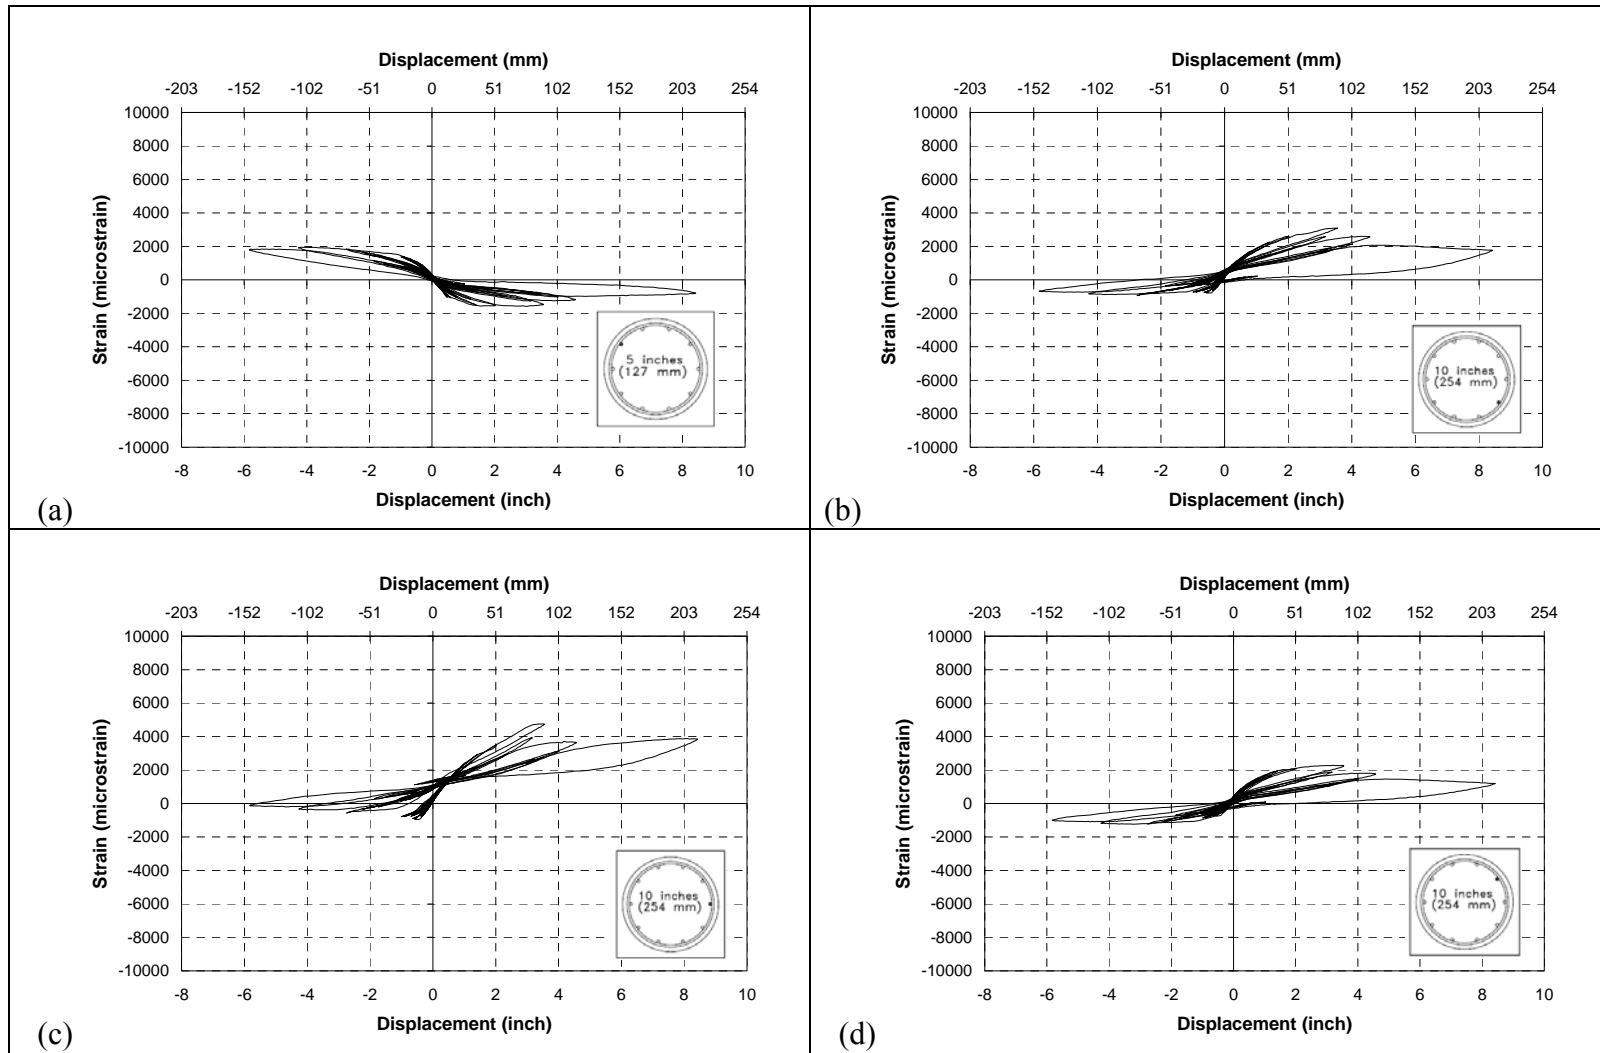 Displacement (mm)
-203 -152 -102 -51 0 51 102 152 203 254
10000
8000
6000
4000
2000
0
-2000
-4000
-6000
-8000
-10000
Strain (microstrain)
5 inches
(127 mm)
-8 -6 -4 -2 0 2 4 6 8 10
Displacement (inch)
(a)
Displacement (mm)
-203 -152 -102 -51 0 51 102 152 203 254
10000
8000
6000
4000
2000
0
-2000
-4000
-6000
-8000
-10000
Strain (microstrain)
10 inches
(254 mm)
-8 -6 -4 -2 0 2 4 6 8 10
Displacement (inch)
(b)
Displacement (mm)
-203 -152 -102 -51 0 51 102 152 203 254
10000
8000
6000
4000
2000
0
-2000
-4000
-6000
-8000
-10000
Strain (microstrain)
10 inches
(254 mm)
-8 -6 -4 -2 0 2 4 6 8 10
Displacement (inch)
(c)
Displacement (mm)
-203 -152 -102 -51 0 51 102 152 203 254
10000
8000
6000
4000
2000
0
-2000
-4000
-6000
-8000
-10000
Strain (microstrain)
10 inches
(254 mm)
-8 -6 -4 -2 0 2 4 6 8 10
Displacement (inch)
(d)